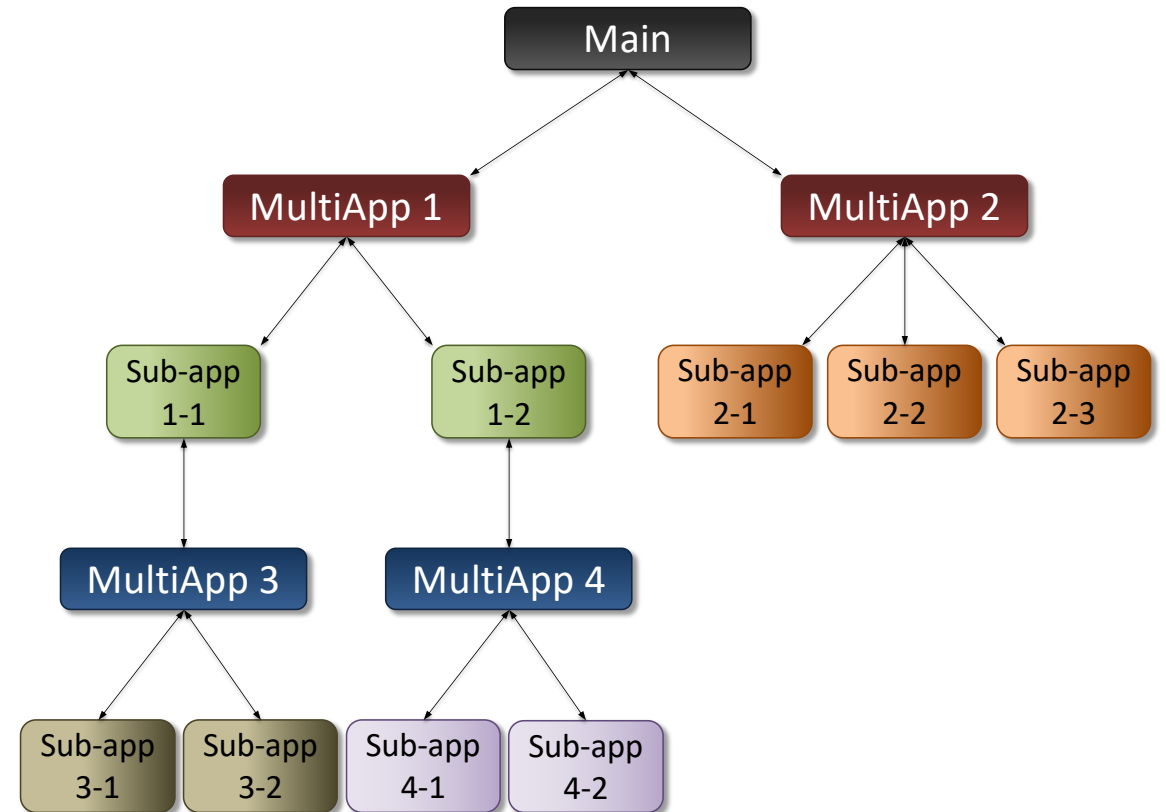 Main
MultiApp 1
MultiApp 2
Sub-app
1-1
Sub-app
1-2
Sub-app
2-1
Sub-app
2-2
Sub-app
2-3
MultiApp 3
MultiApp 4
Sub-app
3-1
Sub-app
3-2
Sub-app
4-1
Sub-app
4-2